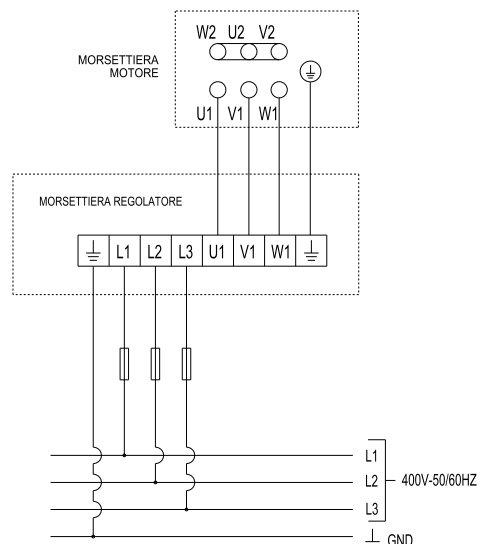 W2 U2 V2
MORSETTIERA
MOTORE
U1 V1 W1
MORSETTIERA REGOLATORE
L1 L2 L3 U1 V1 W1
L1
L2 400V-50/60HZ
L3
GND